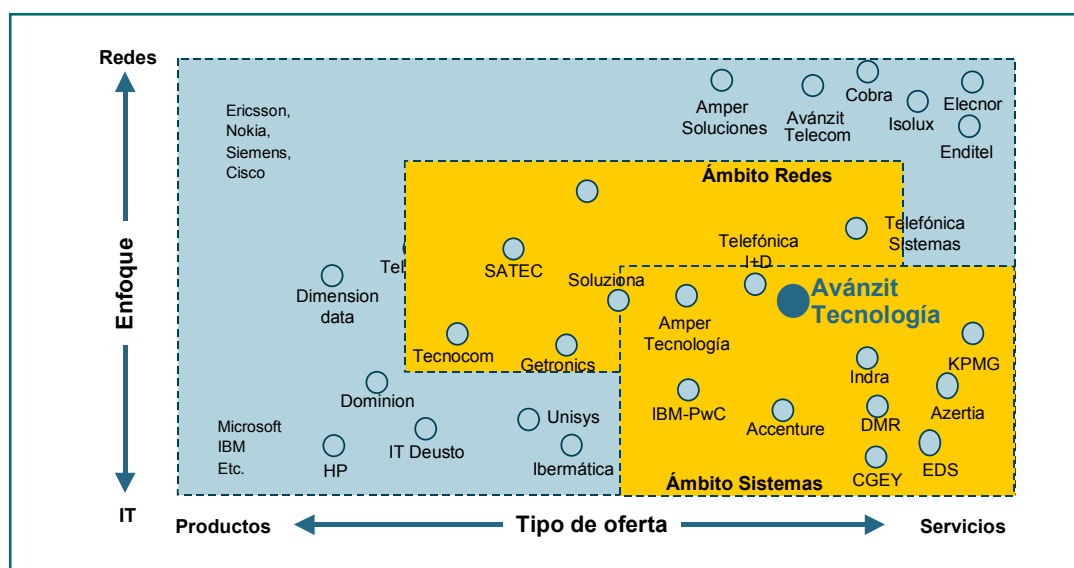 Redes
Ericsson,
Nokia,
Siemens,
Cisco
Amper
Soluciones
Avánzit
Telecom
Cobra
Isolux
Elecnor
Enditel
Ámbito Redes
Telefónica
Sistemas
Telefónica
I+D
SATEC
Soluziona
Dimension
data
Avánzit
Tecnología
Amper
Tecnología
Tecnocom
Getronics
KPMG
Indra
Dominion
IBM-PwC
Azertia
Accenture
DMR
Microsoft
IBM
Etc.
HP
IT Deusto
Unisys
Ibermática
EDS
CGEY
Ámbito Sistemas
Enfoque
IT
Productos
Tipo de oferta
Servicios